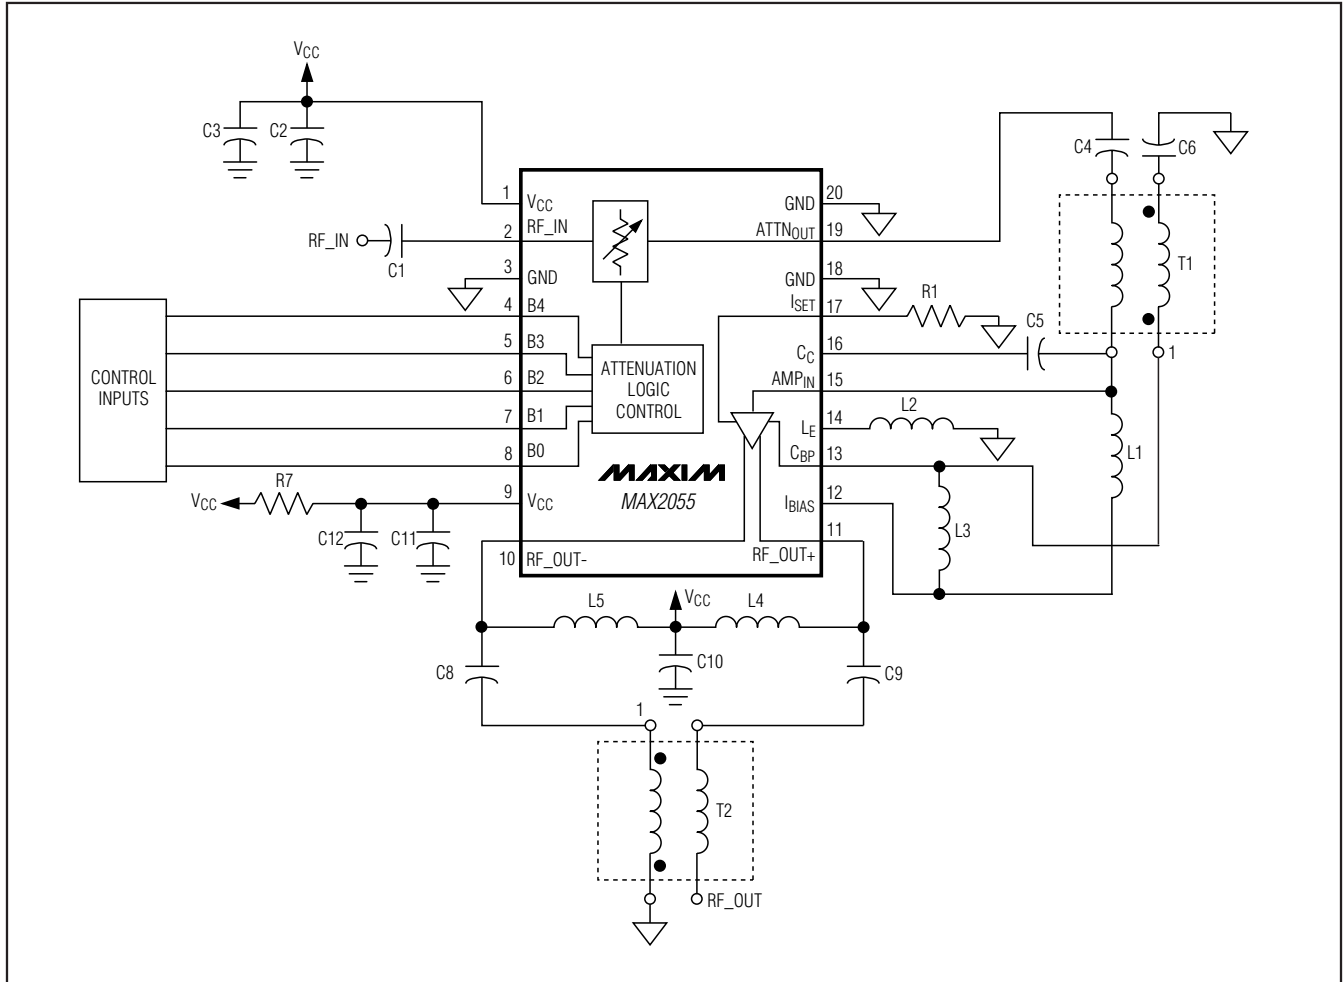 VCC
C3
C2
C4
C6
1
VCC
20
GND
RF_IN
C1
2
RF_IN
ATTNOUT
19
T1
3
GND
GND
18
CONTROL
INPUTS
4
B4
ISET
17
R1
5
B3
CC
16
C5
1
6
B2
AMPIN
15
7
B1
LE
14
L2
8
B0
CBP
13
L1
ATTENUATION
LOGIC
CONTROL
MAXIM
MAX2055
VCC
R7
9
VCC
IBIAS
12
C12
C11
L3
10
RF_OUT-
RF_OUT+
11
L5
VCC
L4
C8
C10
C9
1
T2
RF_OUT